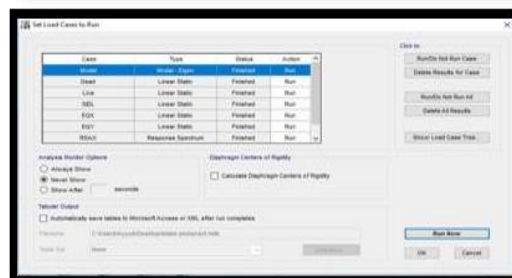 Set Load Cases to Run
Click to:
Case Type Status Action
Modal Modal - Eigen Finished Run
Dead Linear Static Finished Run
Live Linear Static Finished Run
SDL Linear Static Finished Run
EQX Linear Static Finished Run
EQY Linear Static Finished Run
RSAX Response Spectrum Finished Run
Run/Do Not Run Case
Delete Results for Case
Run/Do Not Run All
Delete All Results
Show Load Case Tree...
Analysis Monitor Options
Always Show
Never Show
Show After seconds
Diaphragm Centers of Rigidity
Calculate Diaphragm Centers of Rigidity
Tabular Output
Automatically save tables to Microsoft Access or XML after run completes
Filename
Table Set None
Run Now
OK Cancel